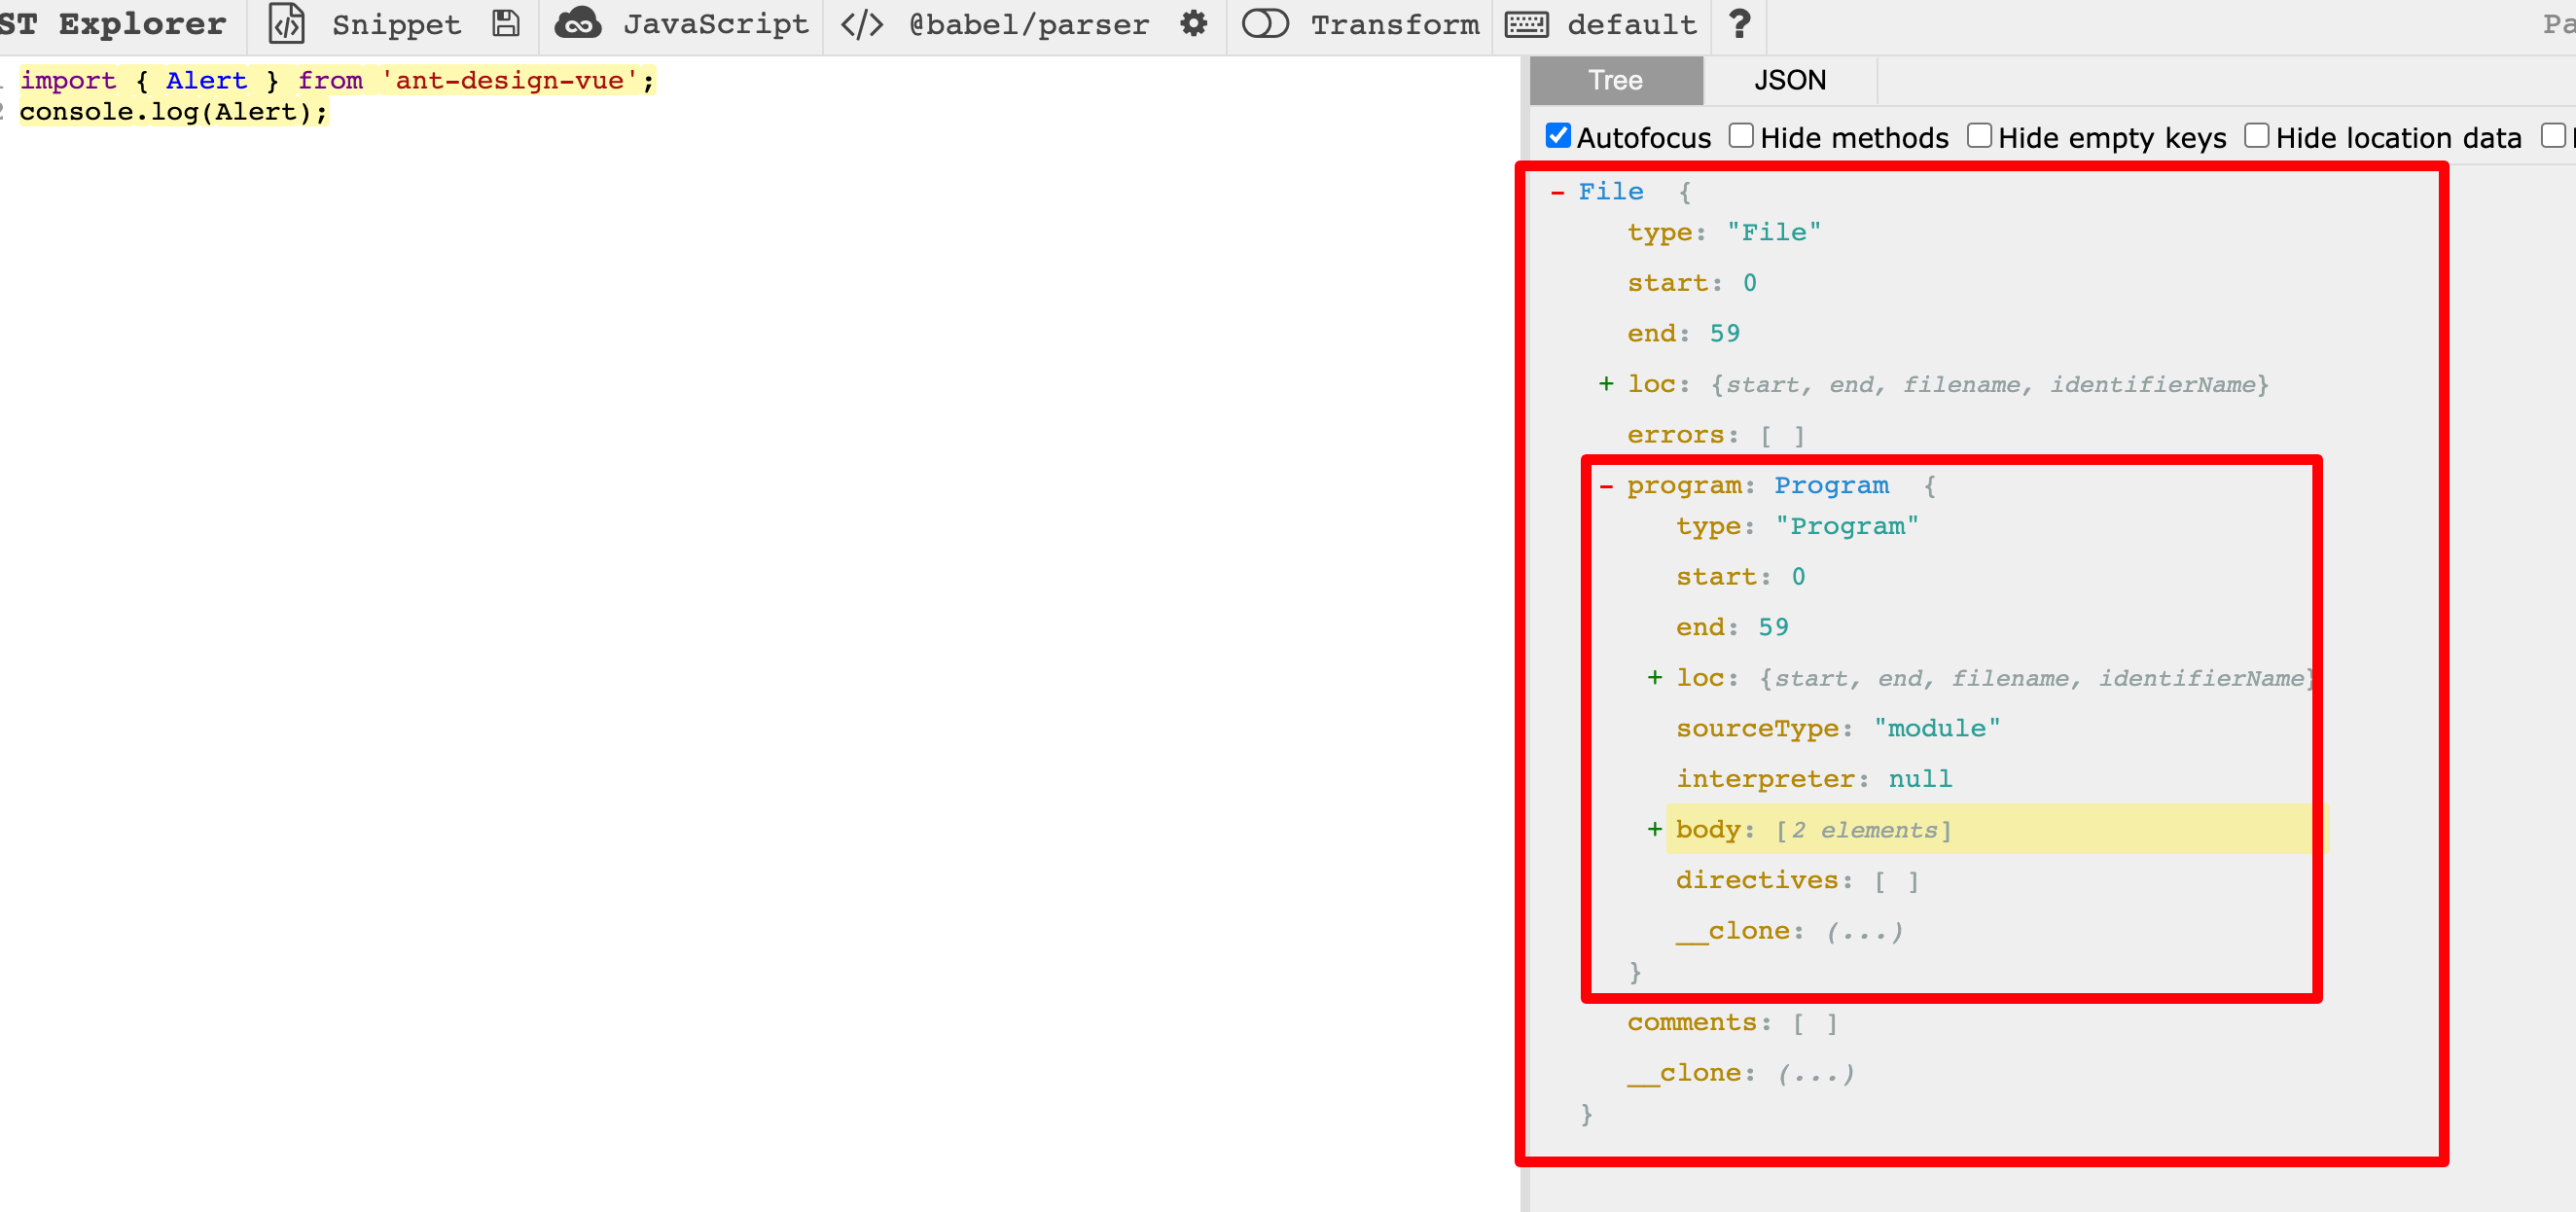 ST Explorer Snippet JavaScript </> @babel/parser Transform default ? Pa
import { Alert } from 'ant-design-vue';
2 console.log(Alert);
Tree JSON
Autofocus Hide methods Hide empty keys Hide location data
- File {
type: "File"
start: 0
end: 59
+ loc: {start, end, filename, identifierName}
errors: [ ]
- program: Program {
type: "Program"
start: 0
end: 59
+ loc: {start, end, filename, identifierName}
sourceType: "module"
interpreter: null
+ body: [2 elements]
directives: [ ]
__clone: (...)
}
comments: [ ]
__clone: (...)
}